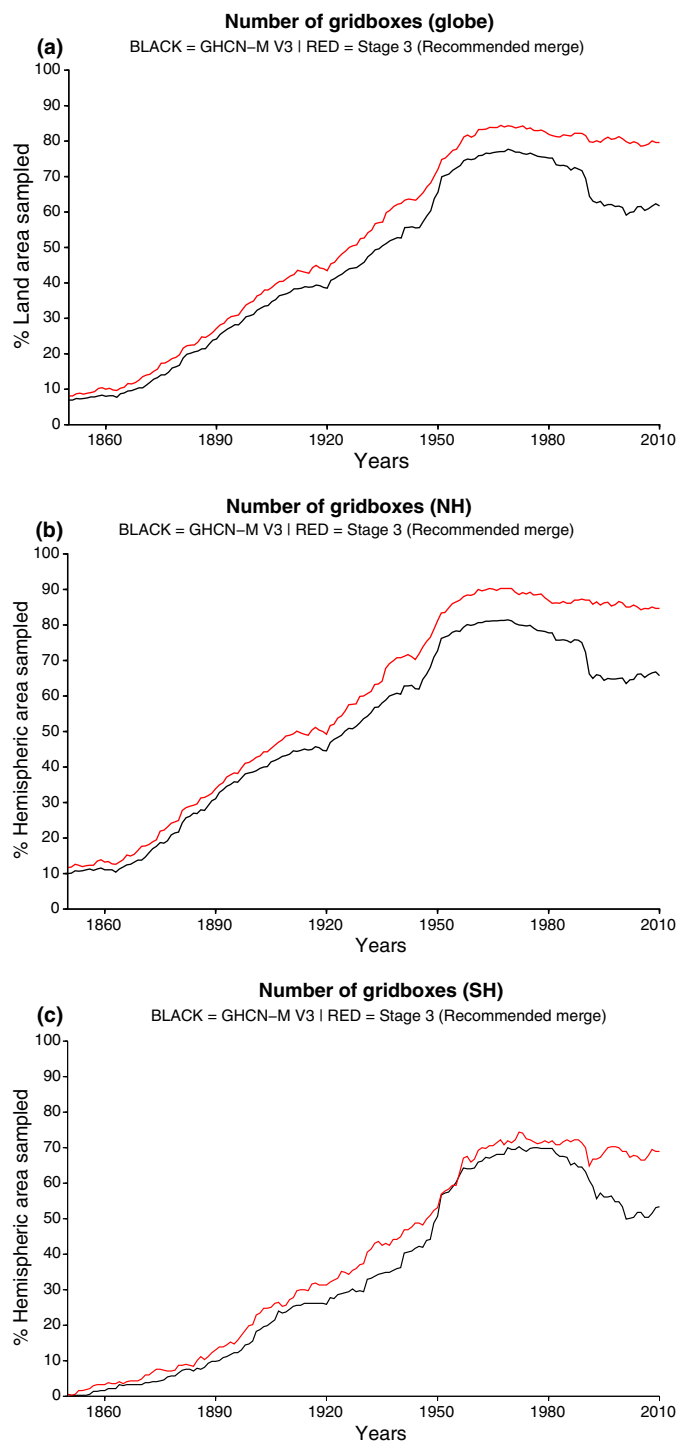 Number of gridboxes (globe)
(a)
BLACK = GHCN−M V3 | RED = Stage 3 (Recommended merge)
100
90
80
70
60
50
40
30
20
10
0
% Land area sampled
1860 1890 1920 1950 1980 2010
Years
Number of gridboxes (NH)
(b)
BLACK = GHCN−M V3 | RED = Stage 3 (Recommended merge)
100
90
80
70
60
50
40
30
20
10
0
% Hemispheric area sampled
1860 1890 1920 1950 1980 2010
Years
Number of gridboxes (SH)
(c)
BLACK = GHCN−M V3 | RED = Stage 3 (Recommended merge)
100
90
80
70
60
50
40
30
20
10
0
% Hemispheric area sampled
1860 1890 1920 1950 1980 2010
Years